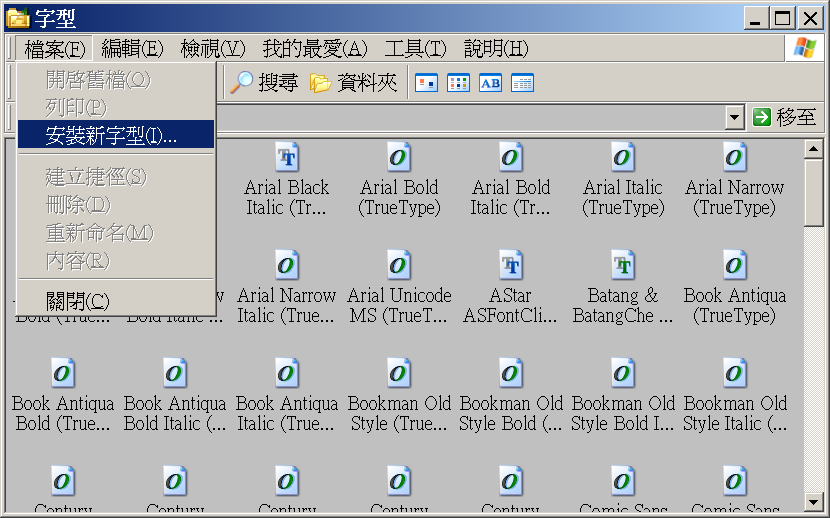 字型
檔案(F) 編輯(E) 檢視(V) 我的最愛(A) 工具(T) 說明(H)
搜尋 資料夾
移至
開啓舊檔(O)
列印(P)
安裝新字型(I)...
建立捷徑(S)
刪除(D)
重新命名(M)
內容(R)
關閉(C)
Arial Black Arial Bold Arial Bold Arial Italic Arial Narrow
Italic (Tr... (TrueType) Italic (Tr... (TrueType) (TrueType)
Arial Narrow Arial Unicode AStar Batang & Book Antiqua
Bold (True... Bold Italic ... Italic (True... MS (TrueT... ASFontCli... BatangChe ... (TrueType)
Book Antiqua Book Antiqua Book Antiqua Bookman Old Bookman Old Bookman Old Bookman Old
Bold (True... Bold Italic (... Italic (True... Style (True... Style Bold (... Style Bold I... Style Italic (...
Century Century Century Century Century Comic Sans Comic Sans